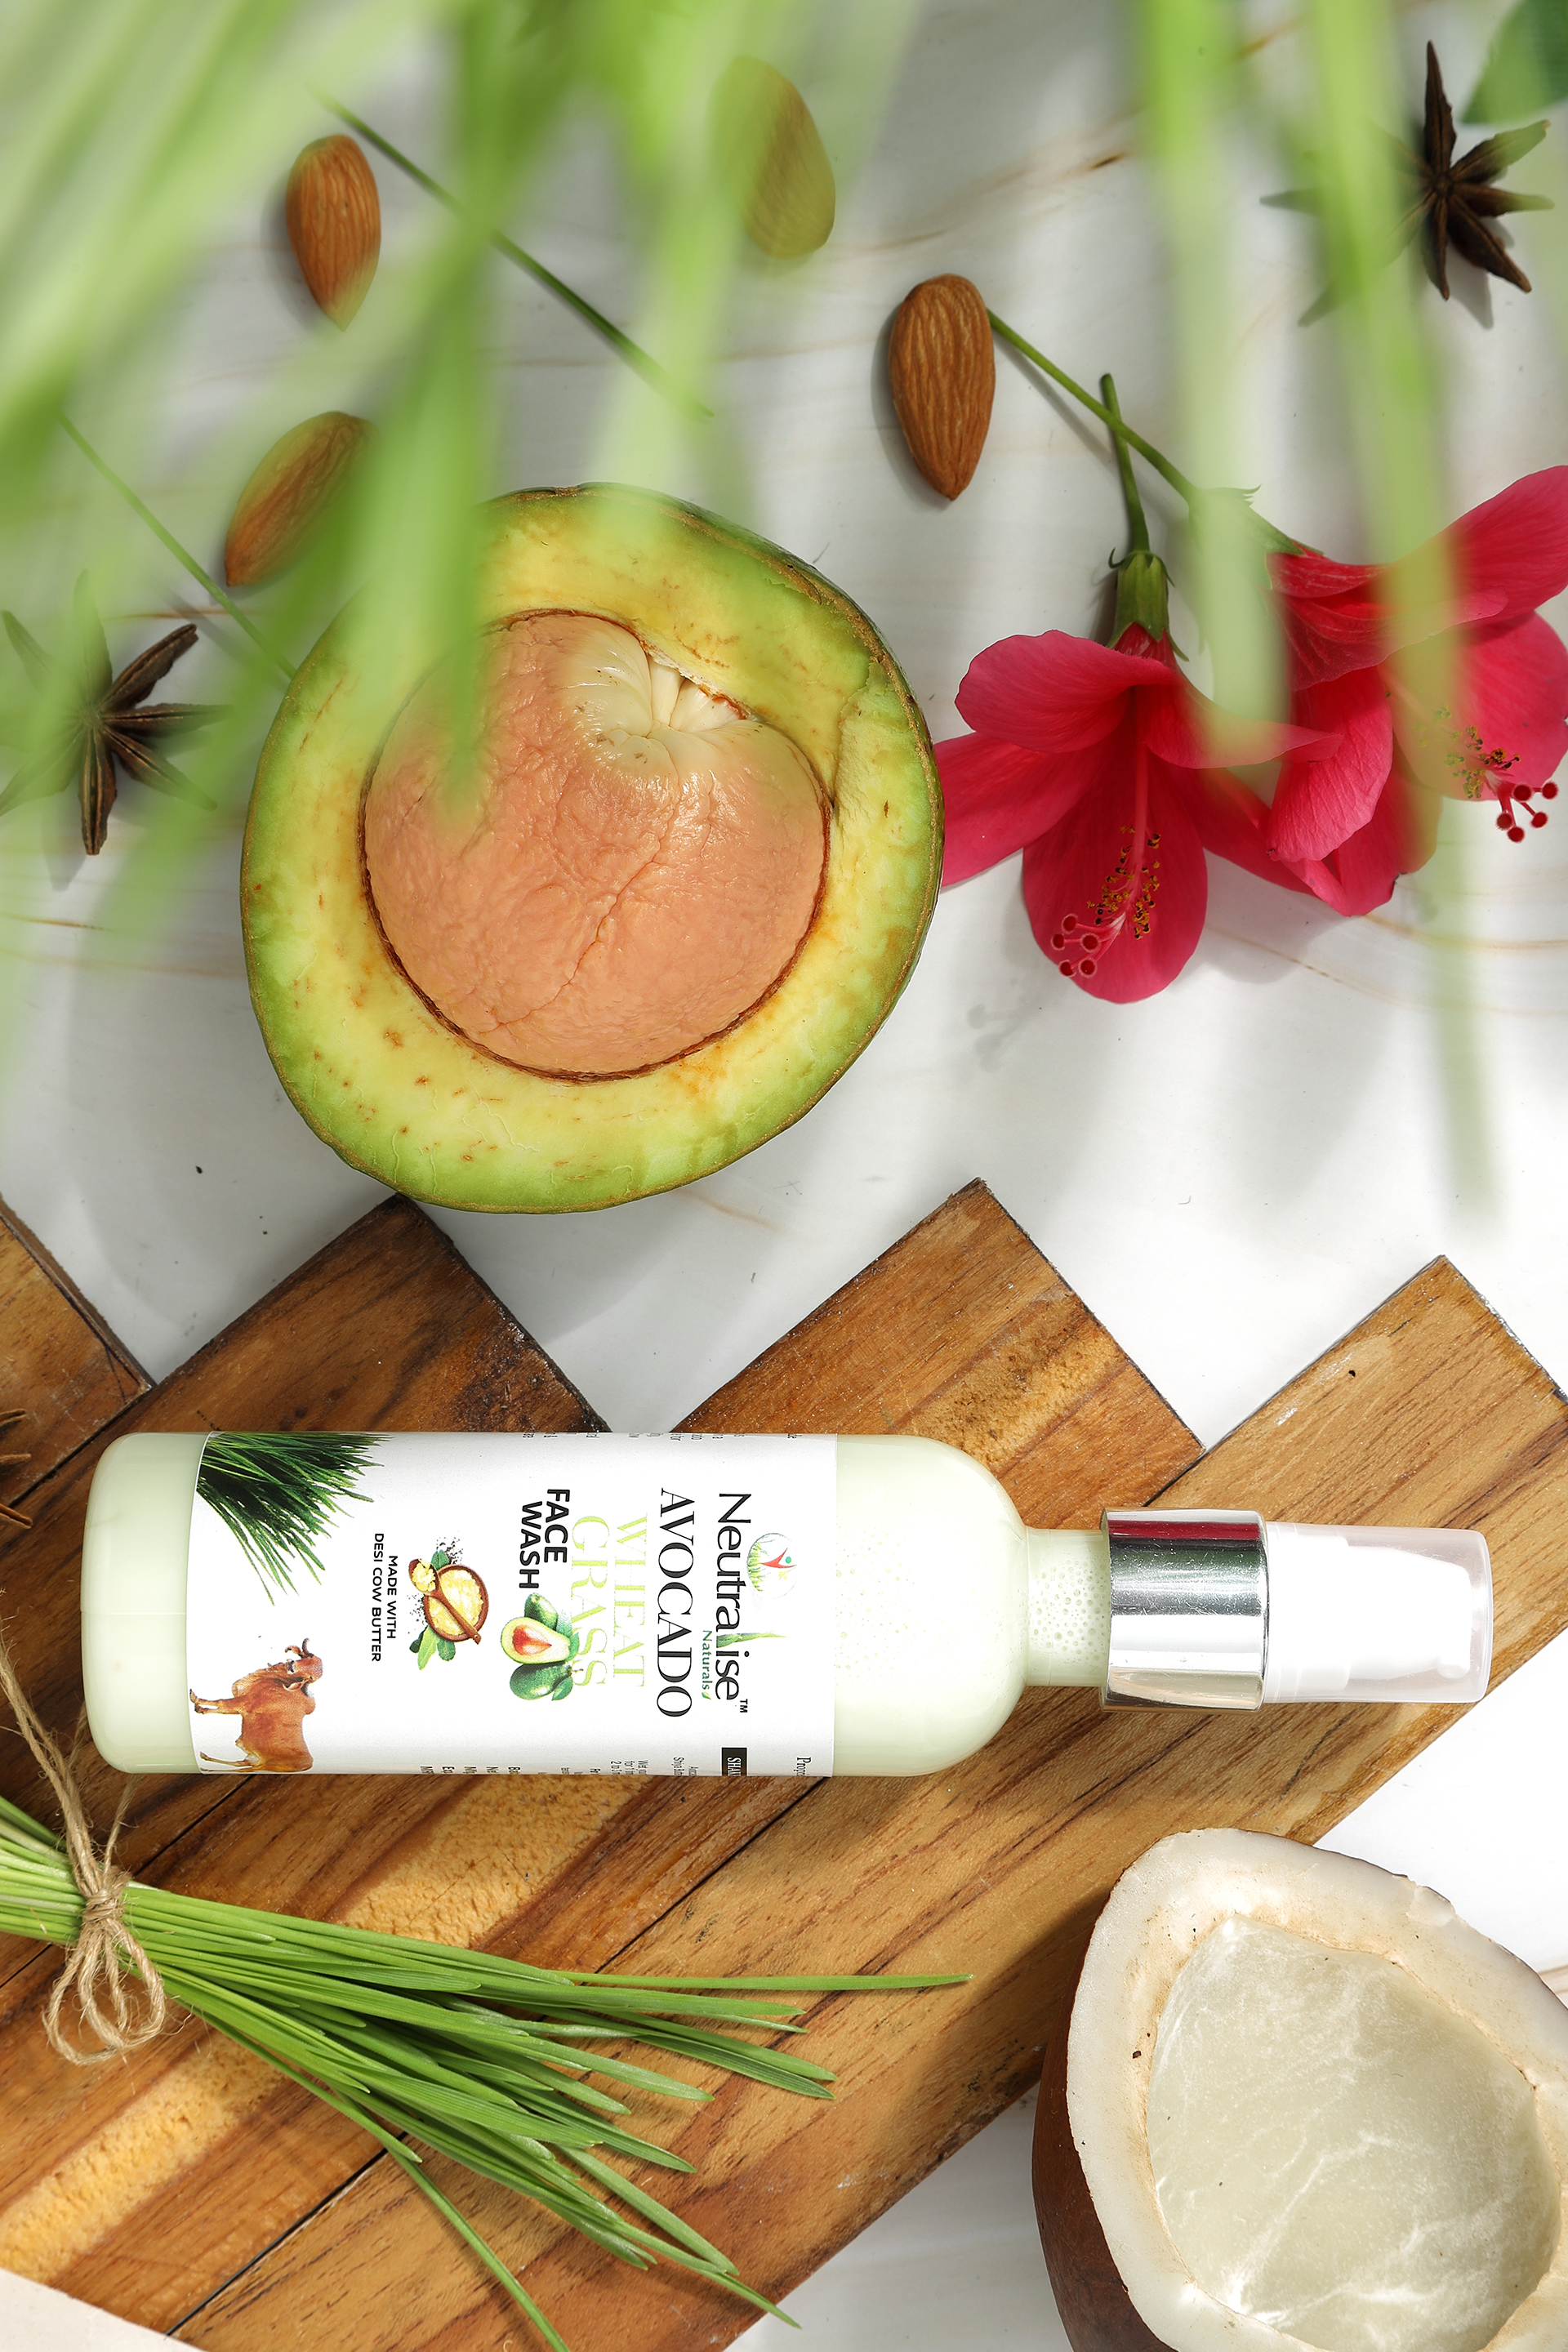 Neutralise™
Naturals
AVOCADO
WHEAT
GRASS
FACE
WASH
MADE WITH
DESI COW BUTTER